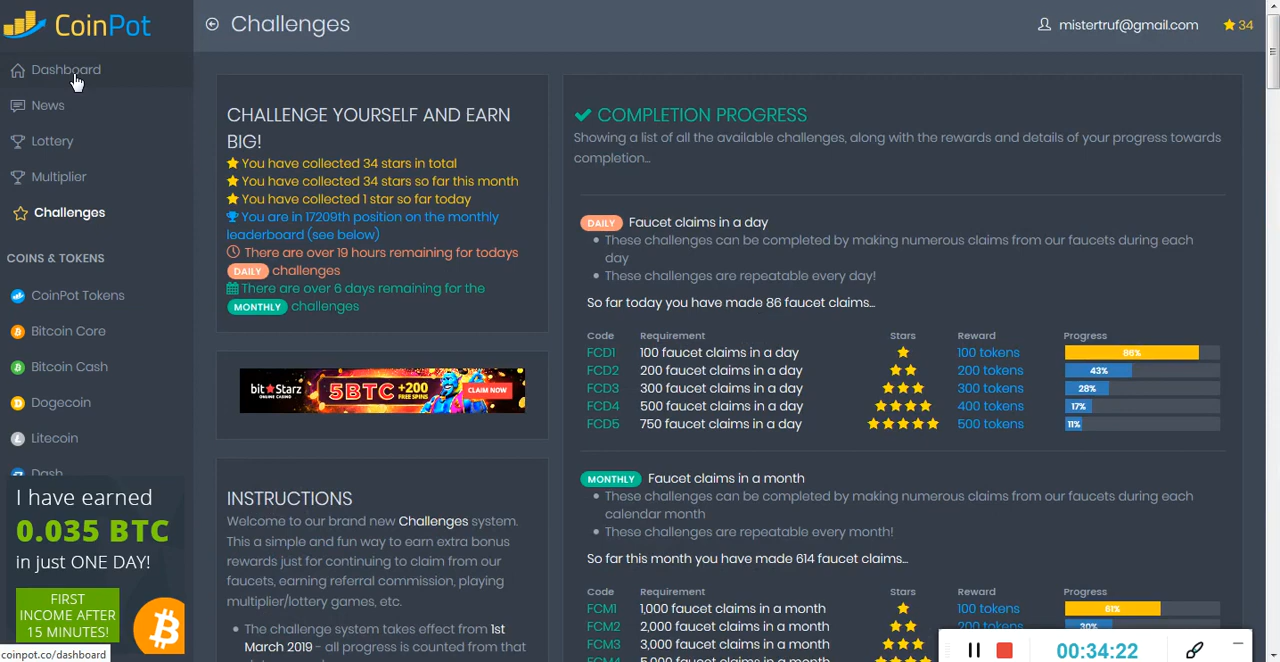 CoinPot
Challenges
mistertruf@gmail.com
34
Dashboard
News
Lottery
Multiplier
Challenges
COINS & TOKENS
CoinPot Tokens
Bitcoin Core
Bitcoin Cash
Dogecoin
Litecoin
Dash
I have earned
0.035 BTC
in just ONE DAY!
FIRST
INCOME AFTER
15 MINUTES!
coinpot.co/dashboard
CHALLENGE YOURSELF AND EARN
BIG!
You have collected 34 stars in total
You have collected 34 stars so far this month
You have collected 1 star so far today
You are in 17209th position on the monthly
leaderboard (see below)
There are over 19 hours remaining for todays
DAILY challenges
There are over 6 days remaining for the
MONTHLY challenges
bitStarz
ONLINE CASINO
5BTC +200
FREE SPINS
CLAIM NOW
INSTRUCTIONS
Welcome to our brand new Challenges system.
This a simple and fun way to earn extra bonus
rewards just for continuing to claim from our
faucets, earning referral commission, playing
multiplier/lottery games, etc.
The challenge system takes effect from 1st
March 2019 - all progress is counted from that
COMPLETION PROGRESS
Showing a list of all the available challenges, along with the rewards and details of your progress towards
completion...
DAILY Faucet claims in a day
These challenges can be completed by making numerous claims from our faucets during each
day
These challenges are repeatable every day!
So far today you have made 86 faucet claims...
Code Requirement Stars Reward Progress
FCD1 100 faucet claims in a day 100 tokens 86%
FCD2 200 faucet claims in a day 200 tokens 43%
FCD3 300 faucet claims in a day 300 tokens 28%
FCD4 500 faucet claims in a day 400 tokens 17%
FCD5 750 faucet claims in a day 500 tokens 11%
MONTHLY Faucet claims in a month
These challenges can be completed by making numerous claims from our faucets during each
calendar month
These challenges are repeatable every month!
So far this month you have made 614 faucet claims...
Code Requirement Stars Reward Progress
FCM1 1,000 faucet claims in a month 100 tokens 61%
FCM2 2,000 faucet claims in a month 200 tokens 30%
FCM3 3,000 faucet claims in a month
FCM4
00:34:22